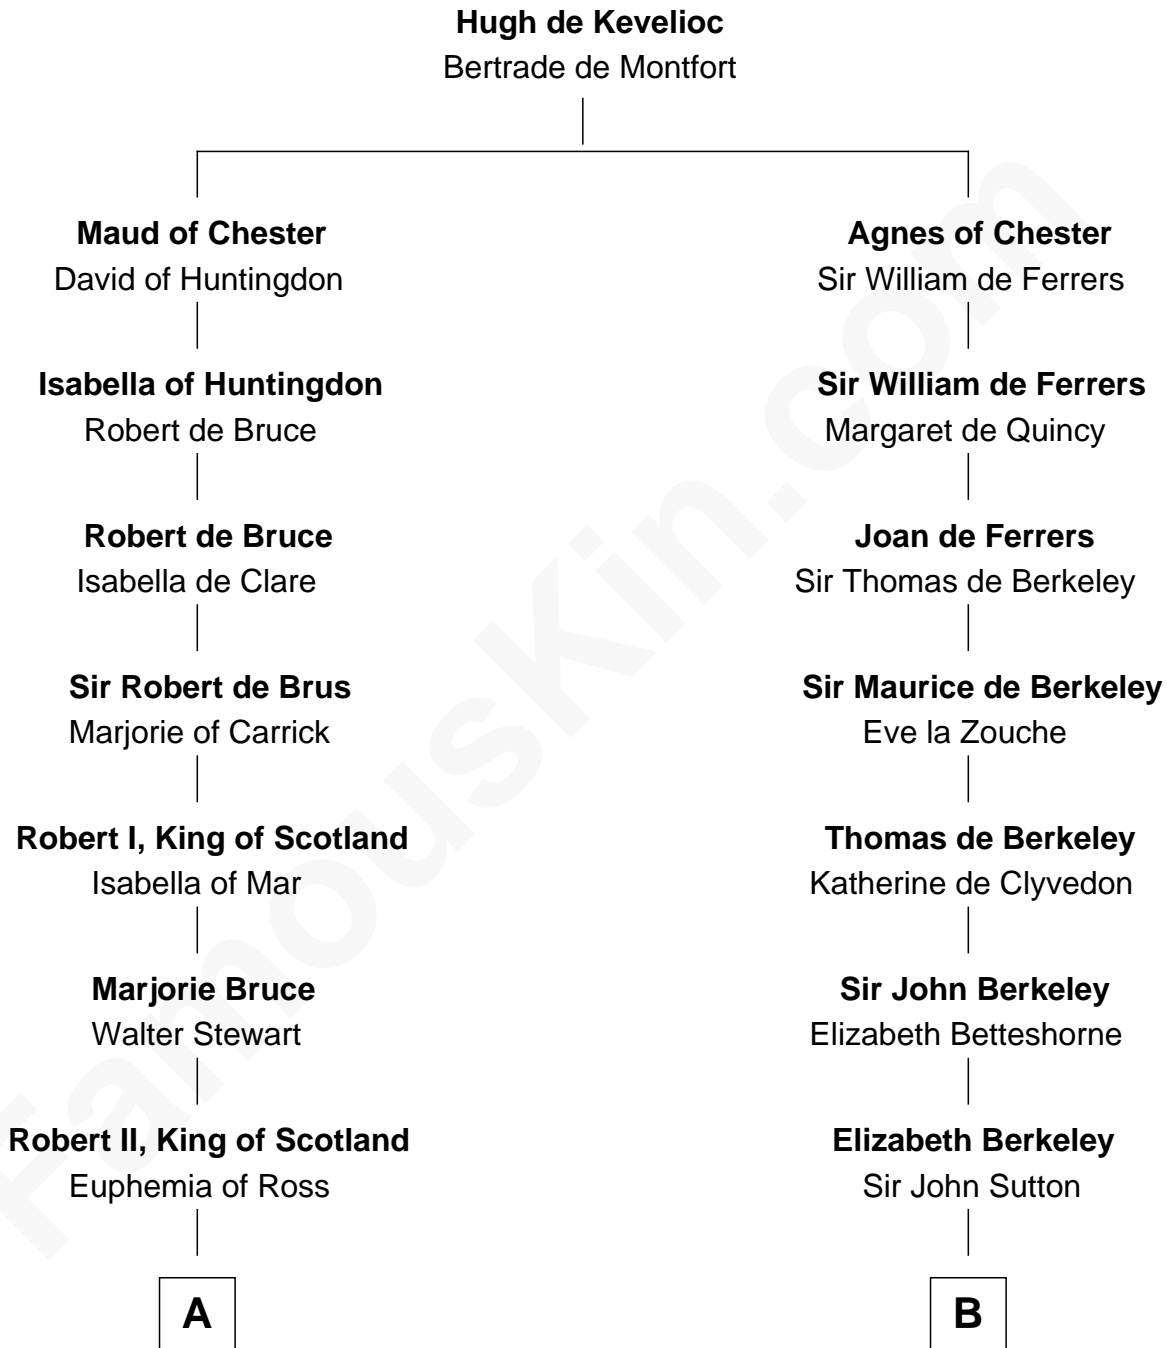 Hugh de Kevelioc
Bertrade de Montfort
Maud of Chester
David of Huntingdon
Agnes of Chester
Sir William de Ferrers
Isabella of Huntingdon
Robert de Bruce
Sir William de Ferrers
Margaret de Quincy
Robert de Bruce
Isabella de Clare
Joan de Ferrers
Sir Thomas de Berkeley
Sir Robert de Brus
Marjorie of Carrick
Sir Maurice de Berkeley
Eve la Zouche
Robert I, King of Scotland
Isabella of Mar
Thomas de Berkeley
Katherine de Clyvedon
Marjorie Bruce
Walter Stewart
Sir John Berkeley
Elizabeth Betteshorne
Robert II, King of Scotland
Euphemia of Ross
Elizabeth Berkeley
Sir John Sutton
A
B
FamousKin.com